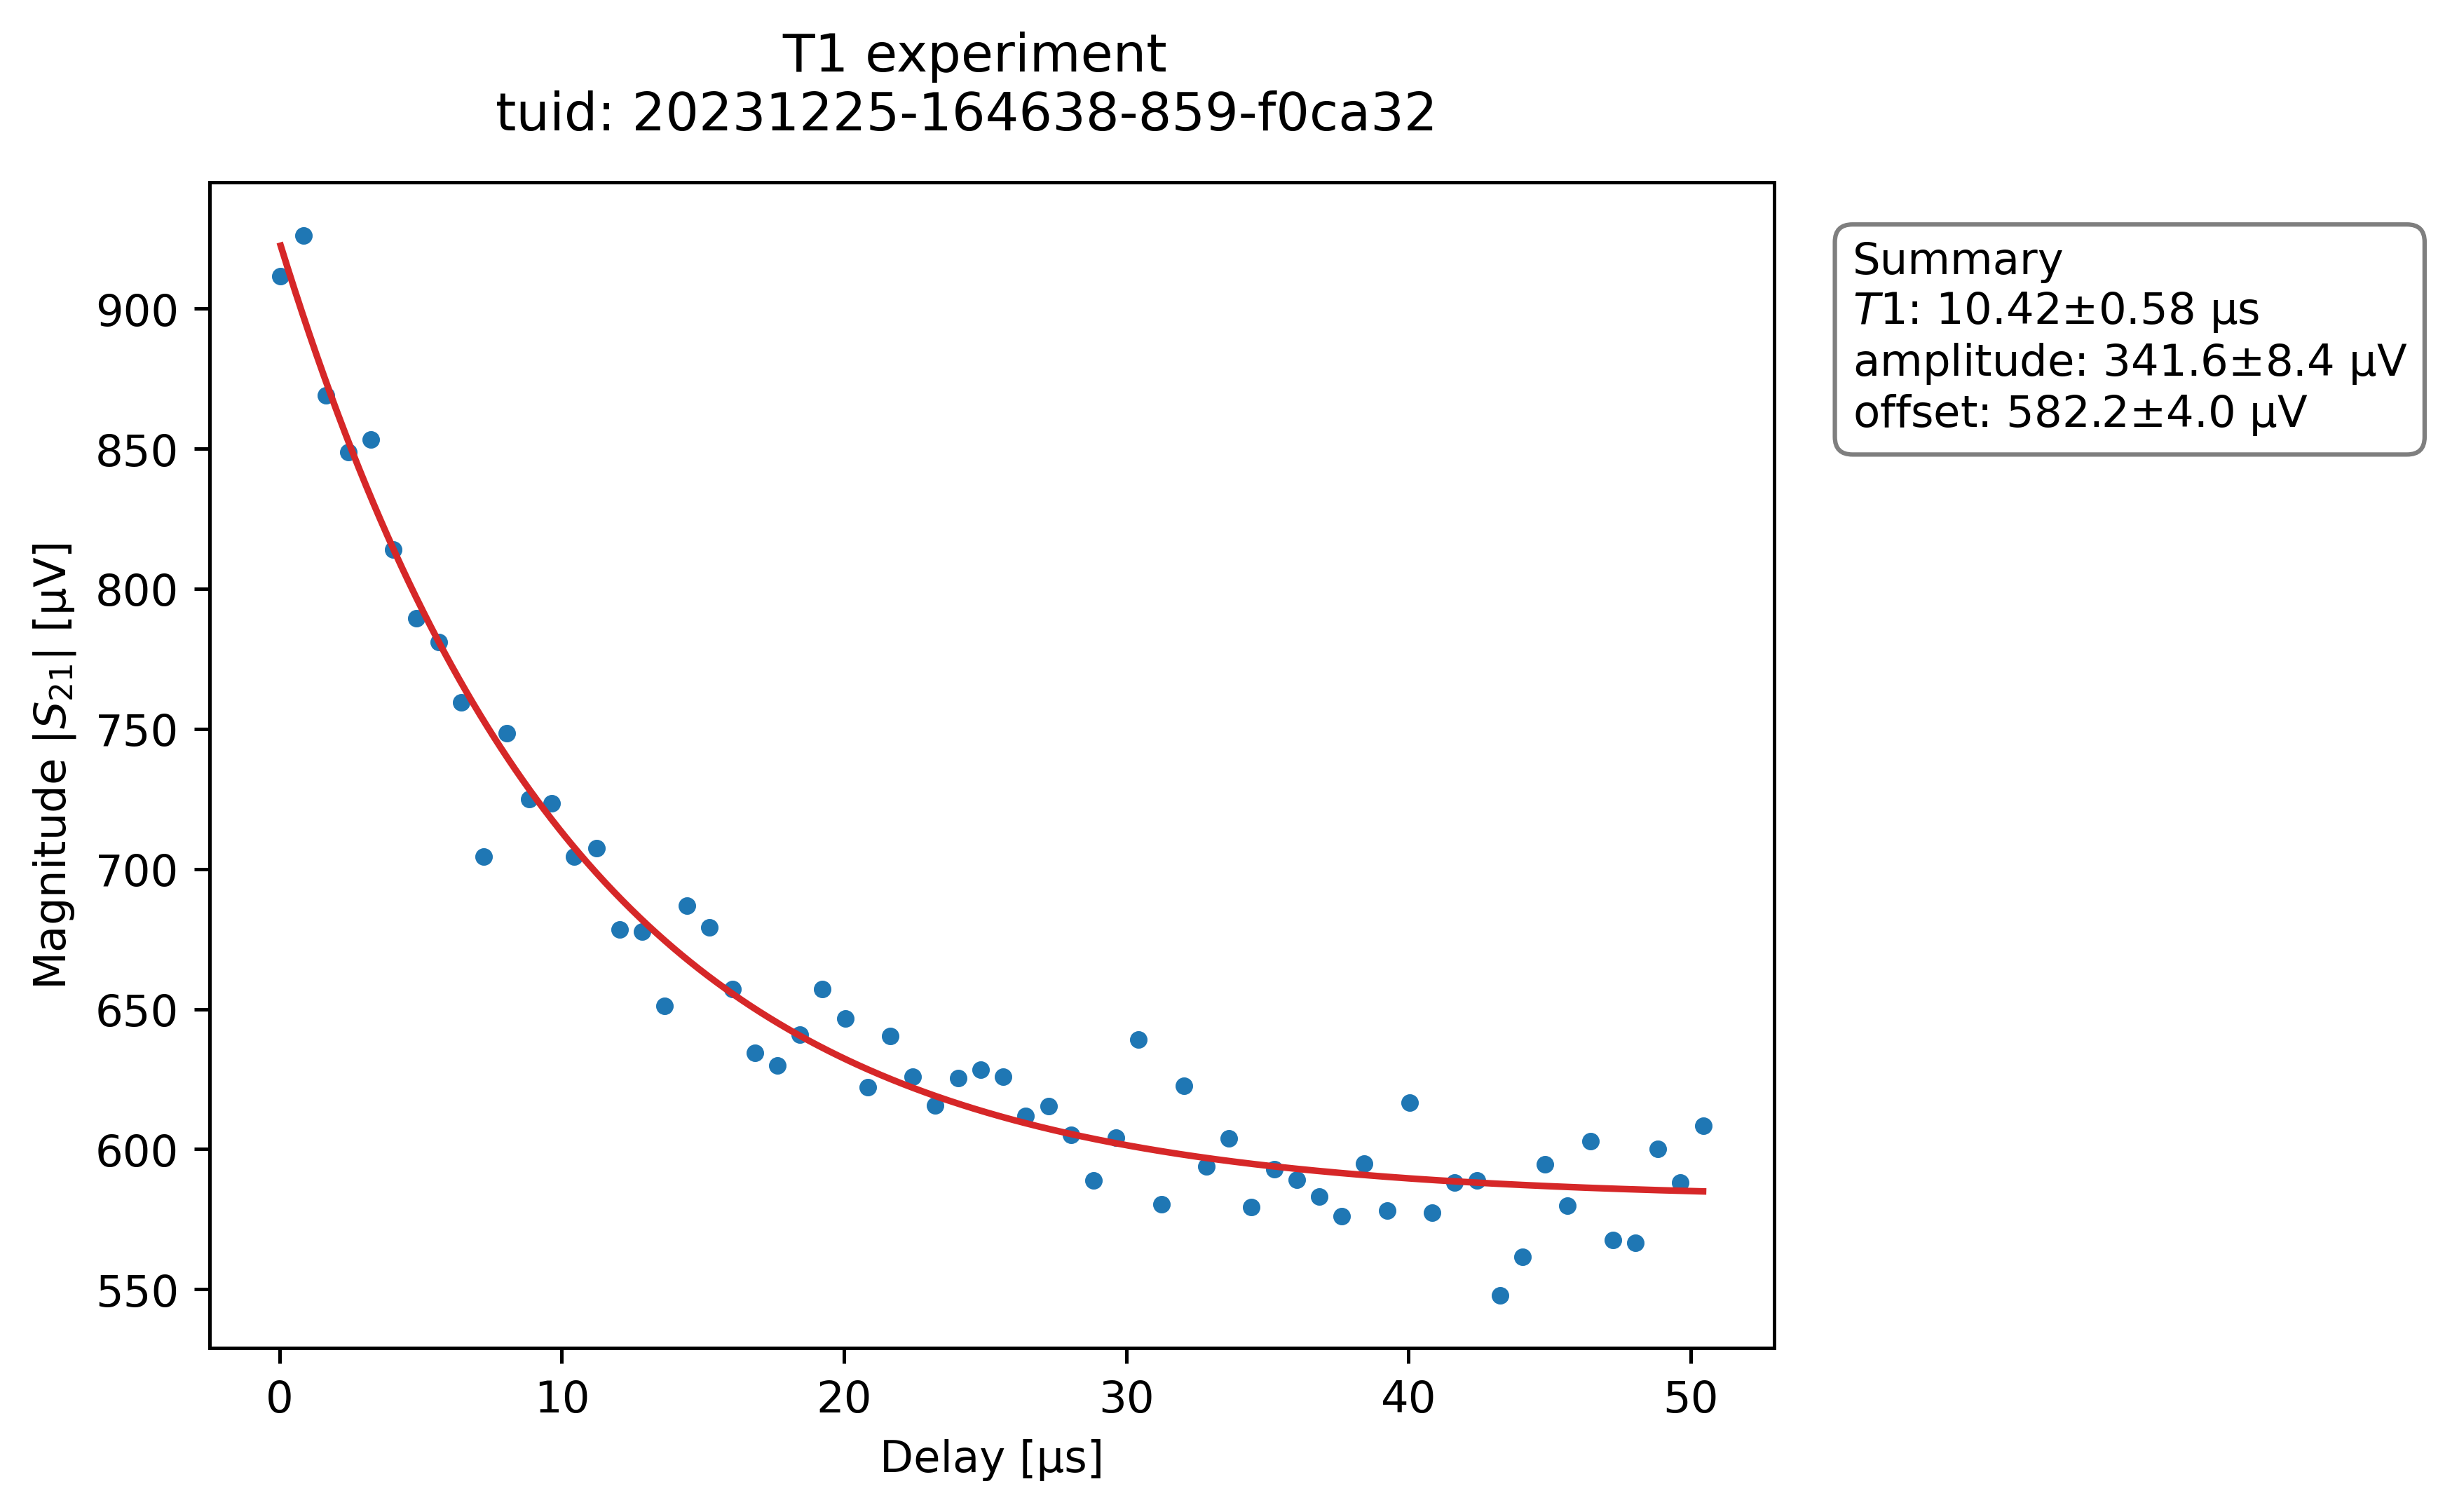 T1 experiment
tuid: 20231225-164638-859-f0ca32
Summary
T1: 10.42±0.58 µs
amplitude: 341.6±8.4 µV
offset: 582.2±4.0 µV
Magnitude |S21| [µV]
900
850
800
750
700
650
600
550
0 10 20 30 40 50
Delay [µs]